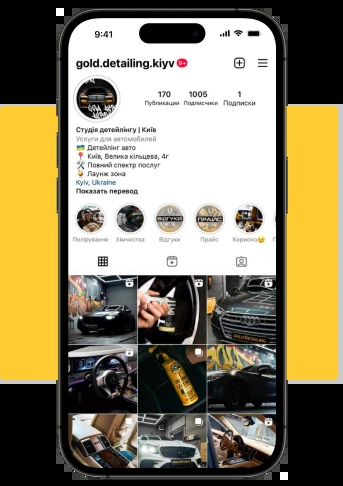 9:41
gold.detailing.kiyv 9+
170 1005 1
Публикации Подписчики Подписки
Студія детейлінгу | Київ
Услуги для автомобилей
🇺🇦 Детейлінг авто
📍 Київ, Велика кільцева, 4г
🛠 Повний спектр послуг
Лаунж зона
Kyiv, Ukraine
Показать перевод
ВІДГУКИ ПРАЙС
Полірування Хімчистка Відгуки Прайс Корисно😉
GOLD DETAILING